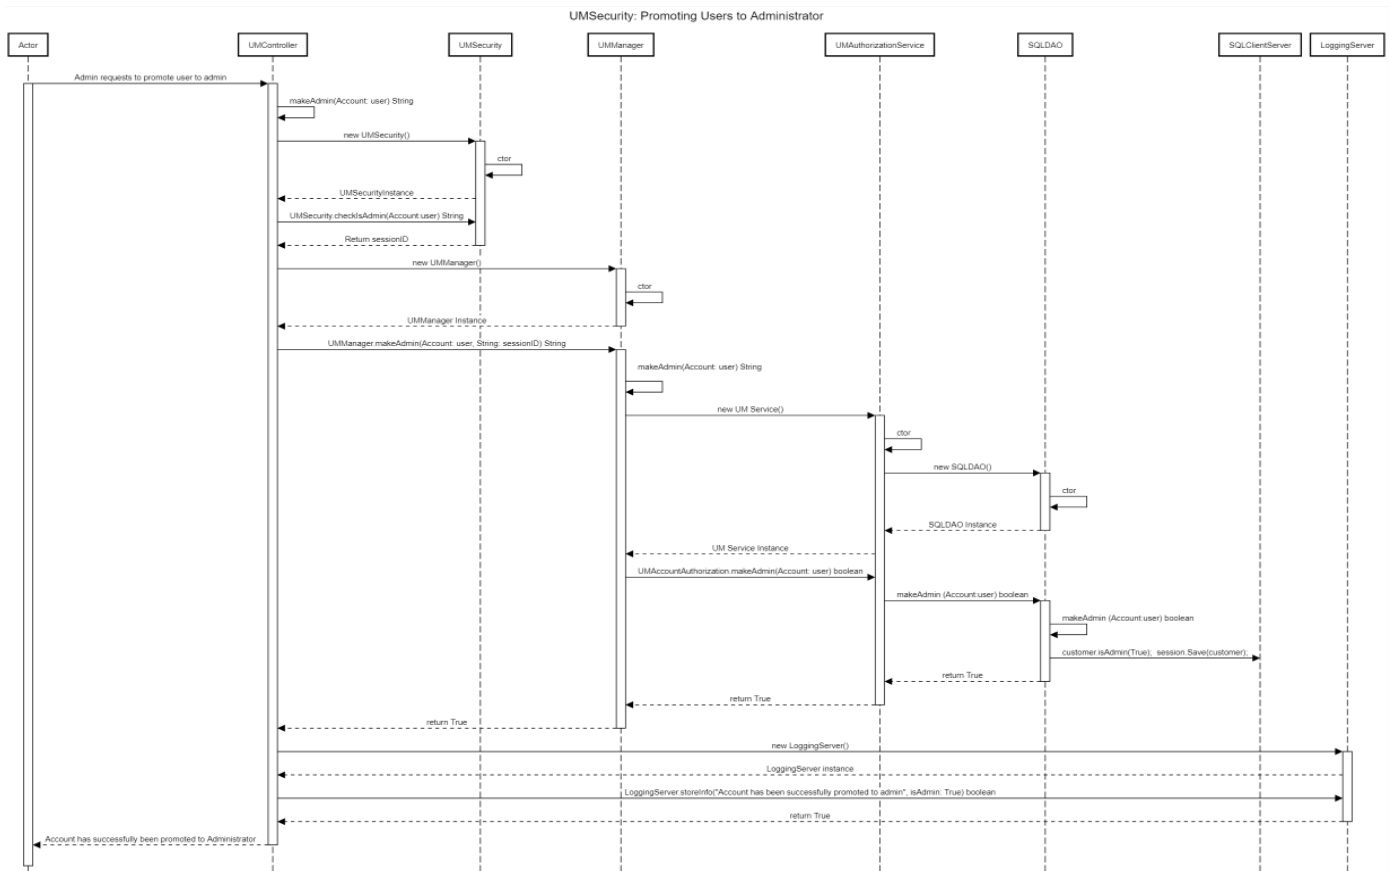 UMSecurity: Promoting Users to Administrator
Actor
UMController
UMSecurity
UMManager
UMAuthorizationService
SQLDAO
SQLClientServer
LoggingServer
Admin requests to promote user to admin
makeAdmin(Account: user) String
new UMSecurity()
ctor
UMSecurityInstance
UMSecurity.checkIsAdmin(Account:user) String
Return sessionID
new UMManager()
ctor
UMManager Instance
UMManager.makeAdmin(Account: user, String: sessionID) String
makeAdmin(Account: user) String
new UM Service()
ctor
new SQLDAO()
ctor
SQLDAO Instance
UM Service Instance
UMAccountAuthorization.makeAdmin(Account: user) boolean
makeAdmin (Account:user) boolean
makeAdmin (Account:user) boolean
customer.isAdmin(True);  session.Save(customer);
return True
return True
return True
new LoggingServer()
LoggingServer instance
LoggingServer.storeInfo("Account has been successfully promoted to admin", isAdmin: True) boolean
return True
Account has successfully been promoted to Administrator